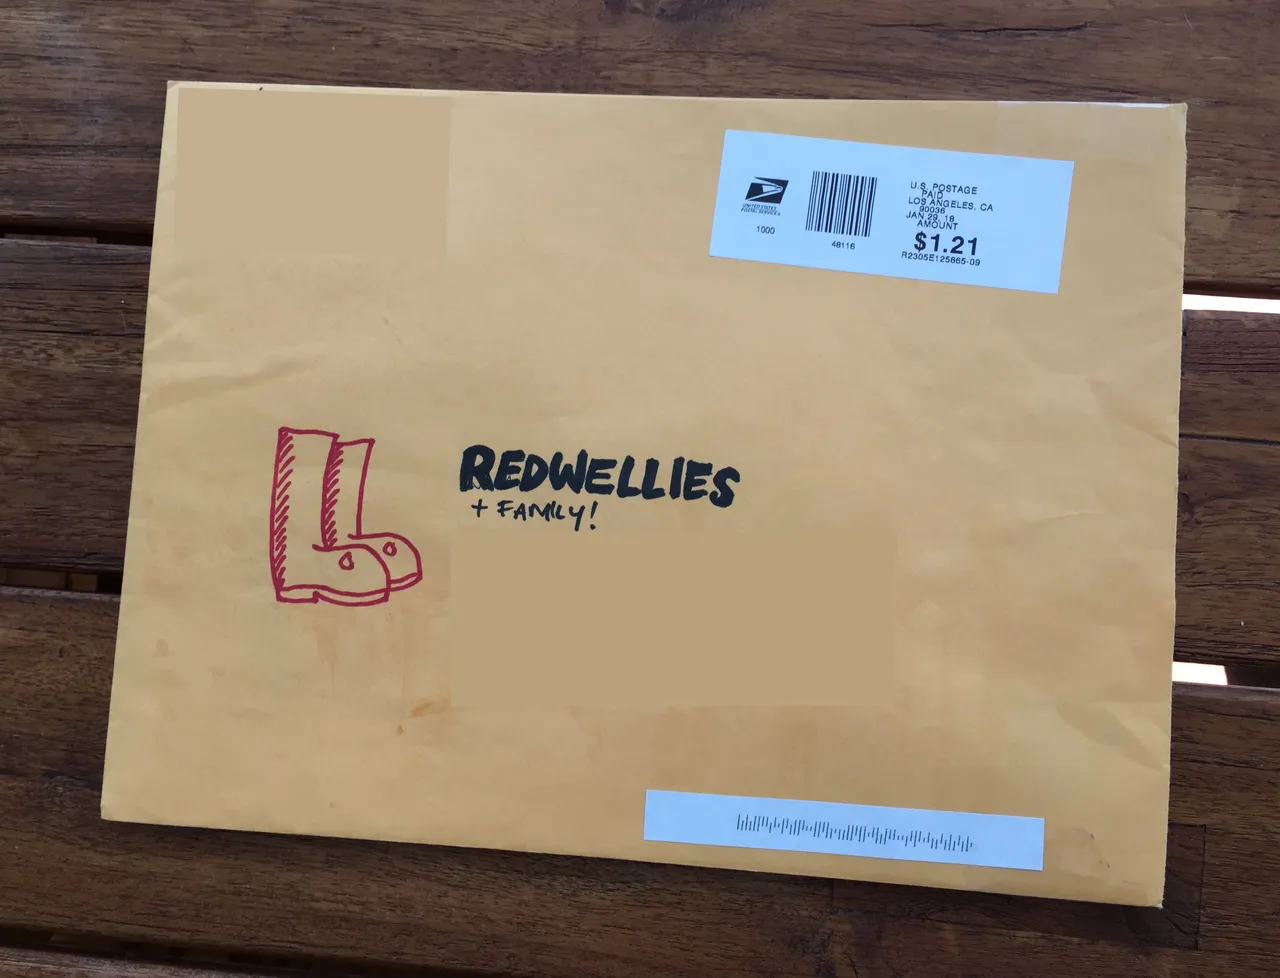 UNITED STATES
POSTAL SERVICE®
1000
48116
U.S. POSTAGE
PAID
LOS ANGELES, CA
90036
JAN 29, 18
AMOUNT
$1.21
R2305E125865-09
REDWELLIES
+ FAMILY!